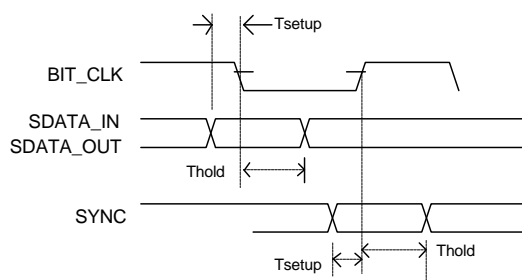 Tsetup
BIT_CLK
SDATA_IN
SDATA_OUT
Thold
SYNC
Thold
Tsetup